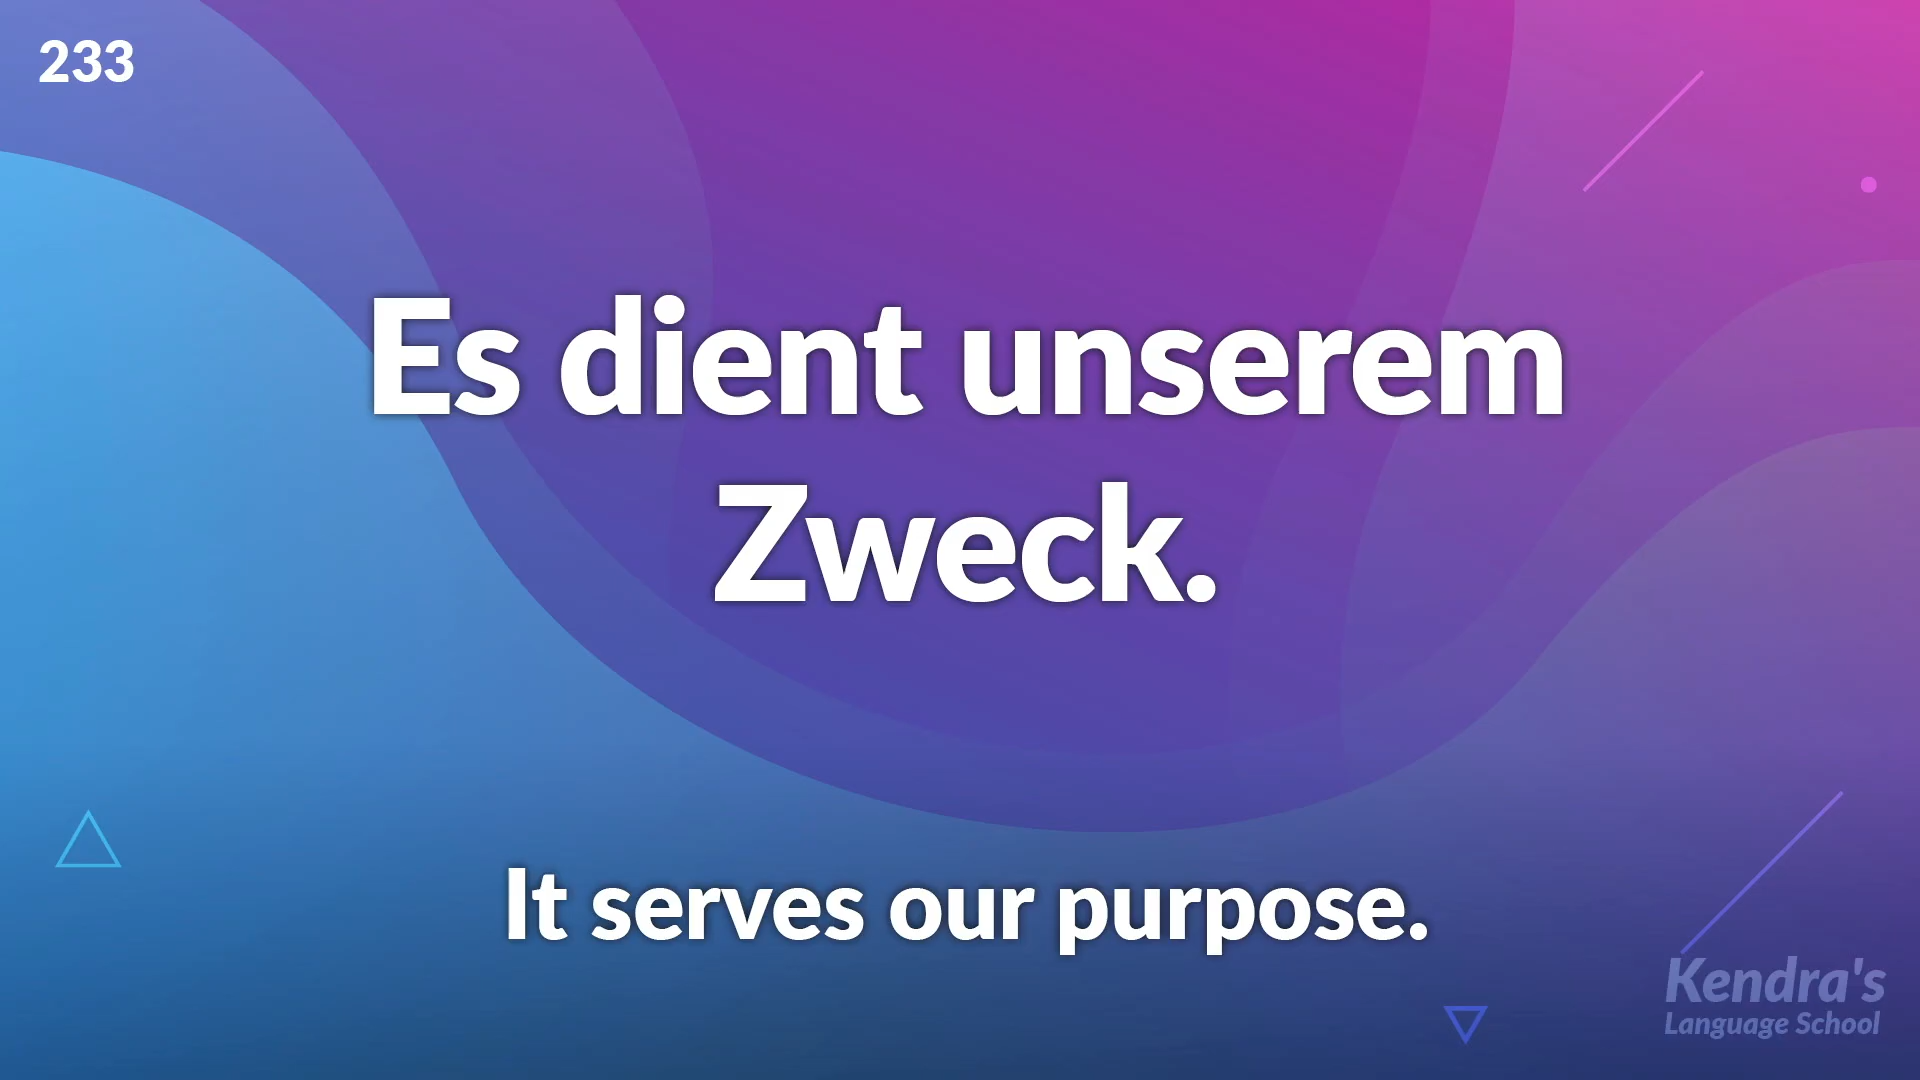 233
Es dient unserem
Zweck.
It serves our purpose.
Kendra's
Language School